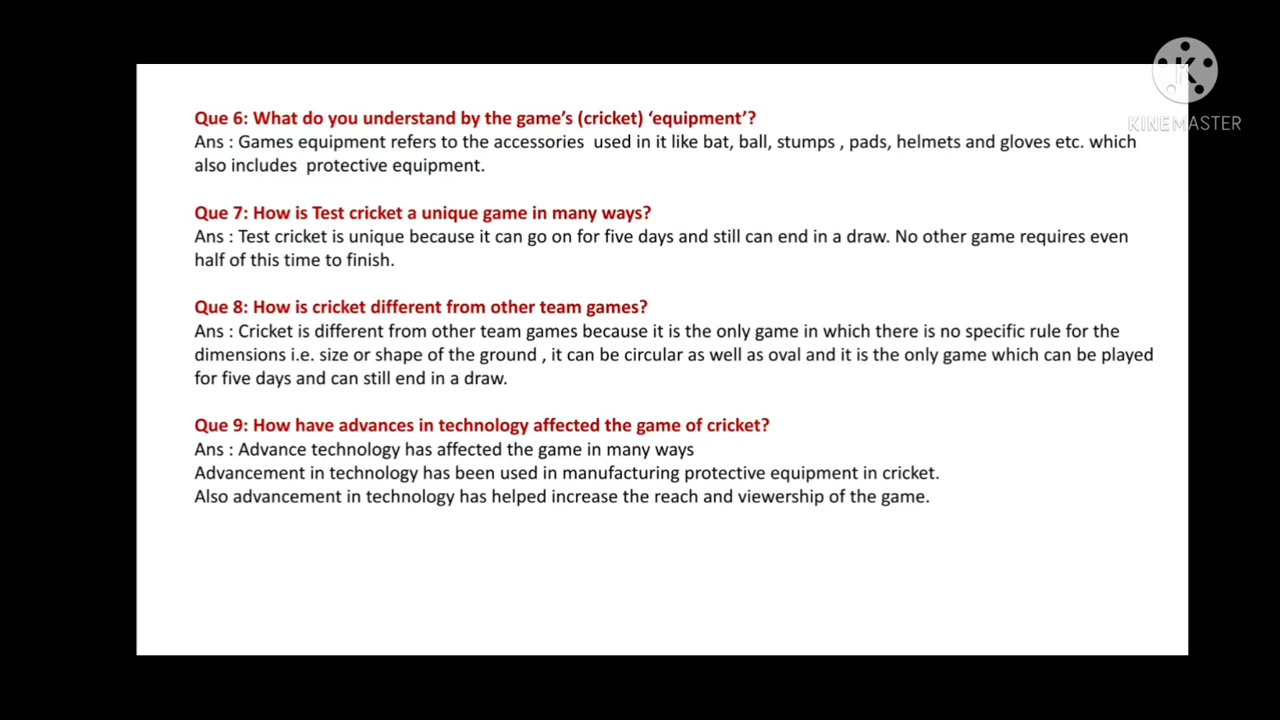 KINEMASTER
Que 6: What do you understand by the game's (cricket) ‘equipment’?
Ans : Games equipment refers to the accessories used in it like bat, ball, stumps , pads, helmets and gloves etc. which
also includes protective equipment.
Que 7: How is Test cricket a unique game in many ways?
Ans : Test cricket is unique because it can go on for five days and still can end in a draw. No other game requires even
half of this time to finish.
Que 8: How is cricket different from other team games?
Ans : Cricket is different from other team games because it is the only game in which there is no specific rule for the
dimensions i.e. size or shape of the ground , it can be circular as well as oval and it is the only game which can be played
for five days and can still end in a draw.
Que 9: How have advances in technology affected the game of cricket?
Ans : Advance technology has affected the game in many ways
Advancement in technology has been used in manufacturing protective equipment in cricket.
Also advancement in technology has helped increase the reach and viewership of the game.